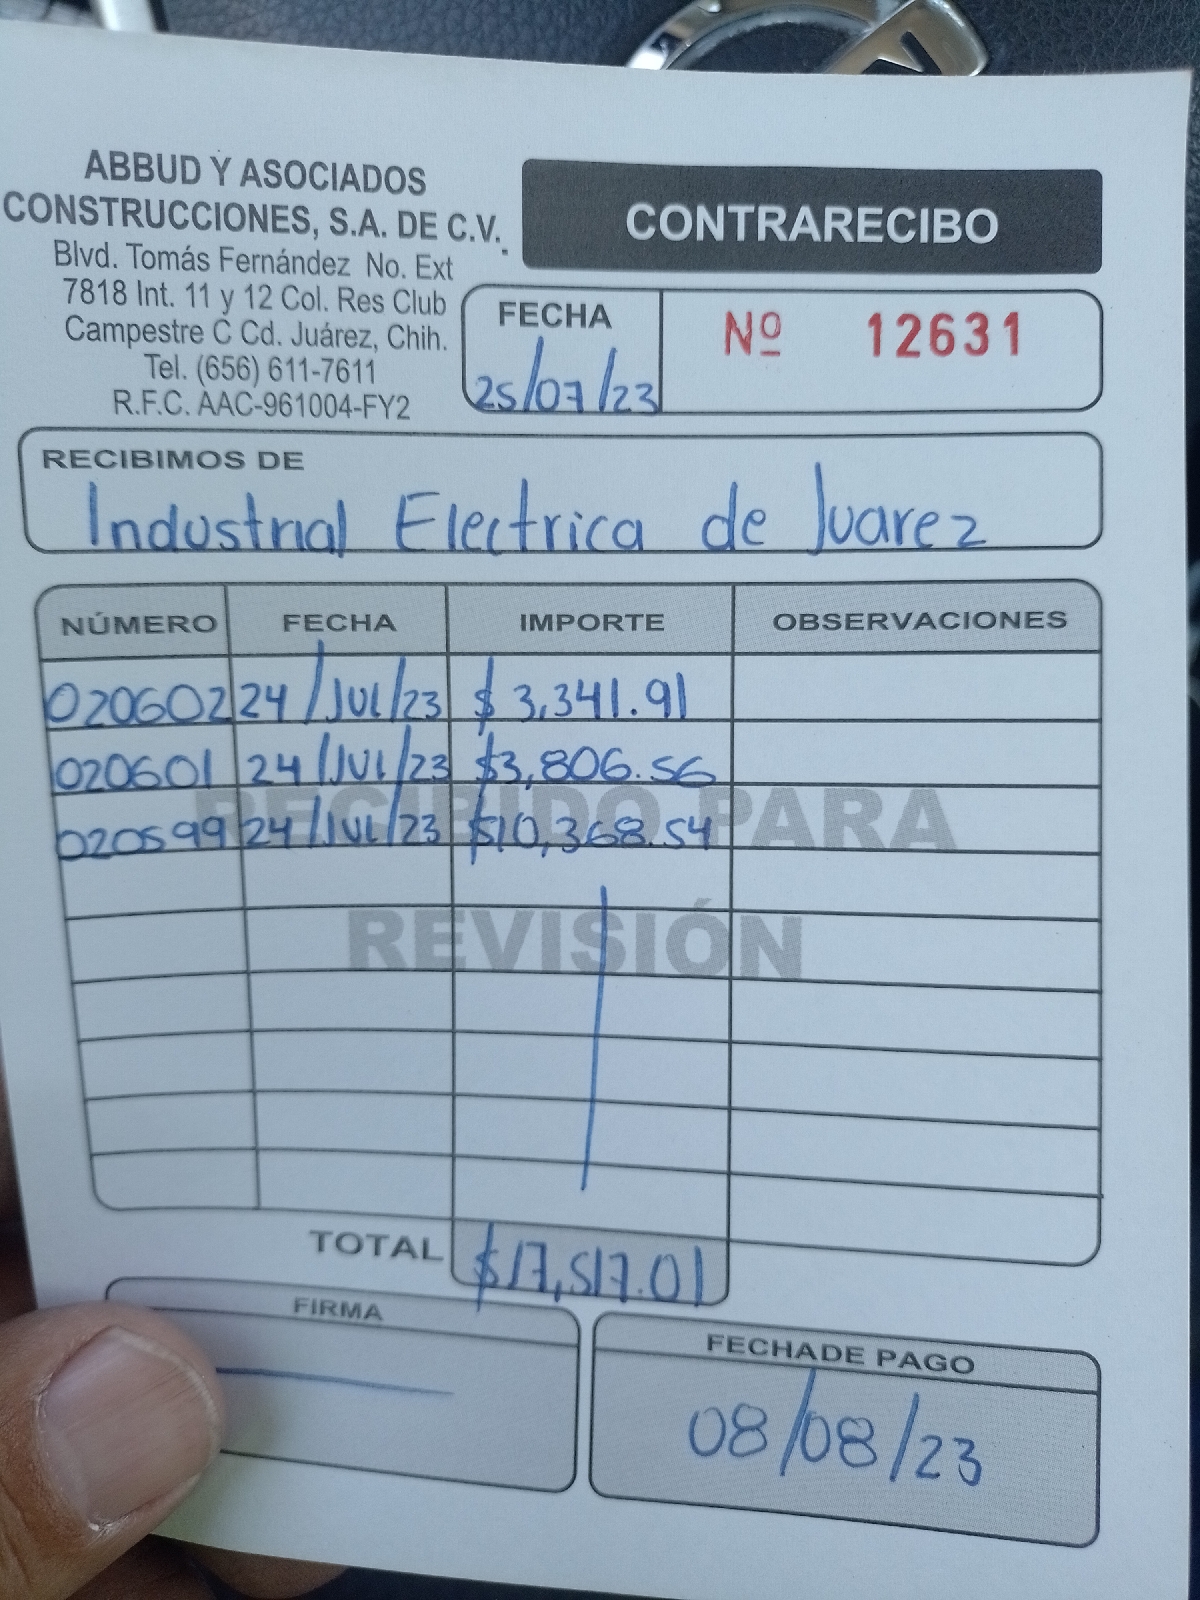 ABBUD Y ASOCIADOS
CONSTRUCCIONES, S.A. DE C.V.
Blvd. Tomás Fernández No. Ext
7818 Int. 11 y 12 Col. Res Club
Campestre C Cd. Juárez, Chih.
Tel. (656) 611-7611
R.F.C. AAC-961004-FY2
CONTRARECIBO
FECHA
25/07/23
Nº 12631
RECIBIMOS DE
Industrial Electrica de Juarez
NÚMERO FECHA IMPORTE OBSERVACIONES
020602 24/JUL/23 $ 3,341.91
020601 24/JUL/23 $3,806.56
020599 24/JUL/23 $10,368.54
RECIBIDO PARA
REVISIÓN
TOTAL $17,517.01
FIRMA
FECHADE PAGO
08/08/23